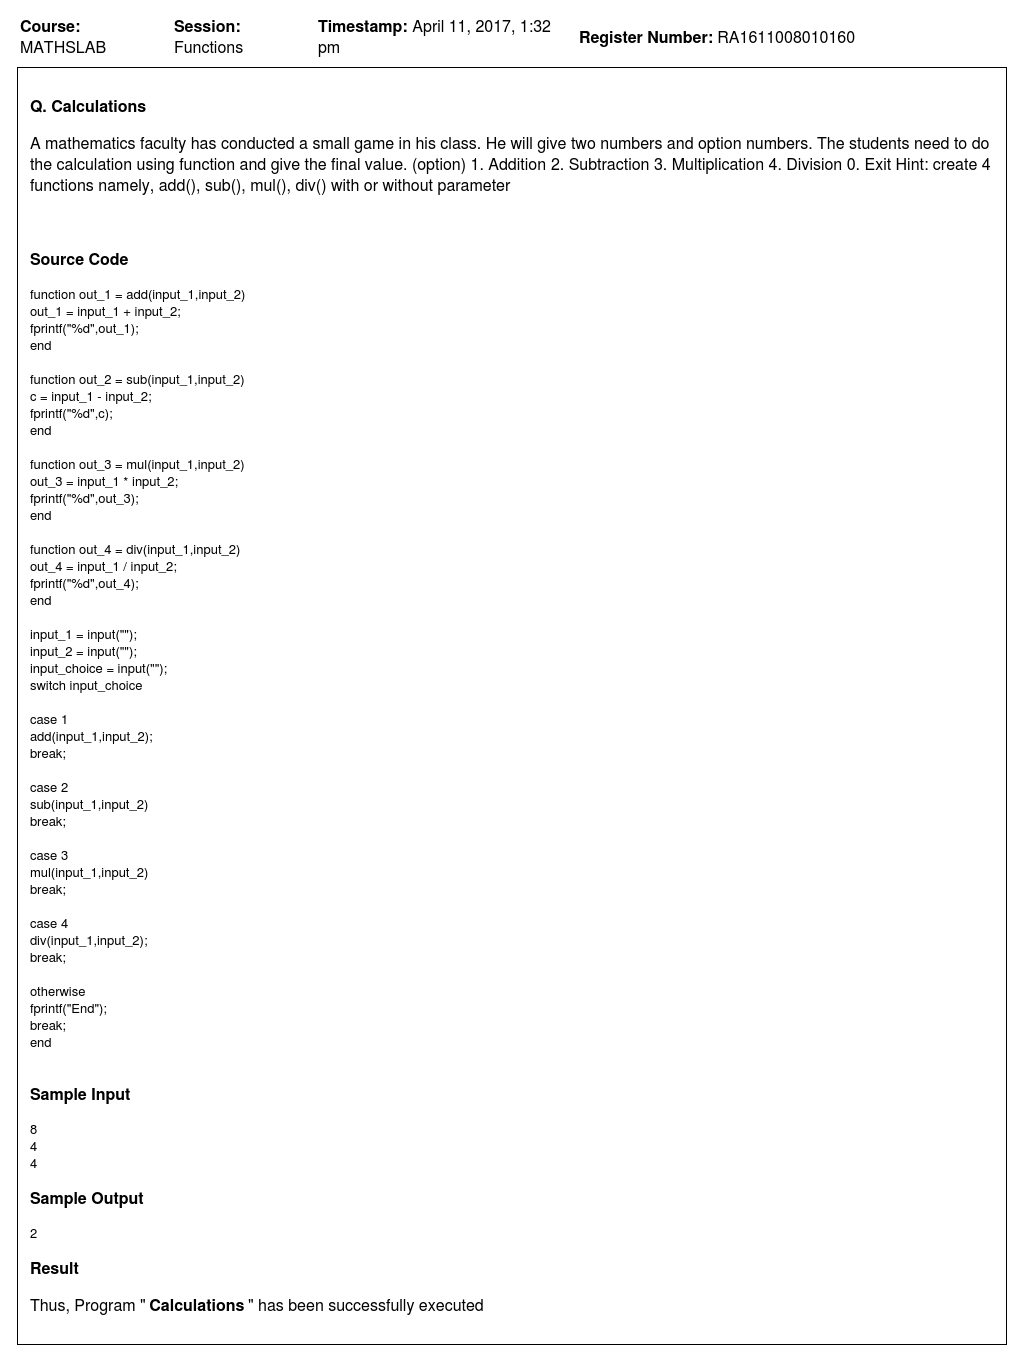 Course: MATHSLAB
Session: Functions
Timestamp: April 11, 2017, 1:32 pm
Register Number: RA1611008010160
Q. Calculations
A mathematics faculty has conducted a small game in his class. He will give two numbers and option numbers. The students need to do
the calculation using function and give the final value. (option) 1. Addition 2. Subtraction 3. Multiplication 4. Division 0. Exit Hint: create 4
functions namely, add(), sub(), mul(), div() with or without parameter
Source Code
function out_1 = add(input_1,input_2)
out_1 = input_1 + input_2;
fprintf("%d",out_1);
end
function out_2 = sub(input_1,input_2)
c = input_1 - input_2;
fprintf("%d",c);
end
function out_3 = mul(input_1,input_2)
out_3 = input_1 * input_2;
fprintf("%d",out_3);
end
function out_4 = div(input_1,input_2)
out_4 = input_1 / input_2;
fprintf("%d",out_4);
end
input_1 = input("");
input_2 = input("");
input_choice = input("");
switch input_choice
case 1
add(input_1,input_2);
break;
case 2
sub(input_1,input_2)
break;
case 3
mul(input_1,input_2)
break;
case 4
div(input_1,input_2);
break;
otherwise
fprintf("End");
break;
end
Sample Input
8
4
4
Sample Output
2
Result
Thus, Program " Calculations " has been successfully executed